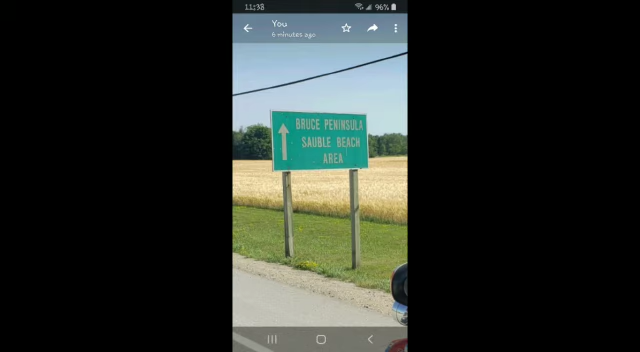 11:38
96%
You
6 minutes ago
BRUCE PENINSULA
SAUBLE BEACH
AREA